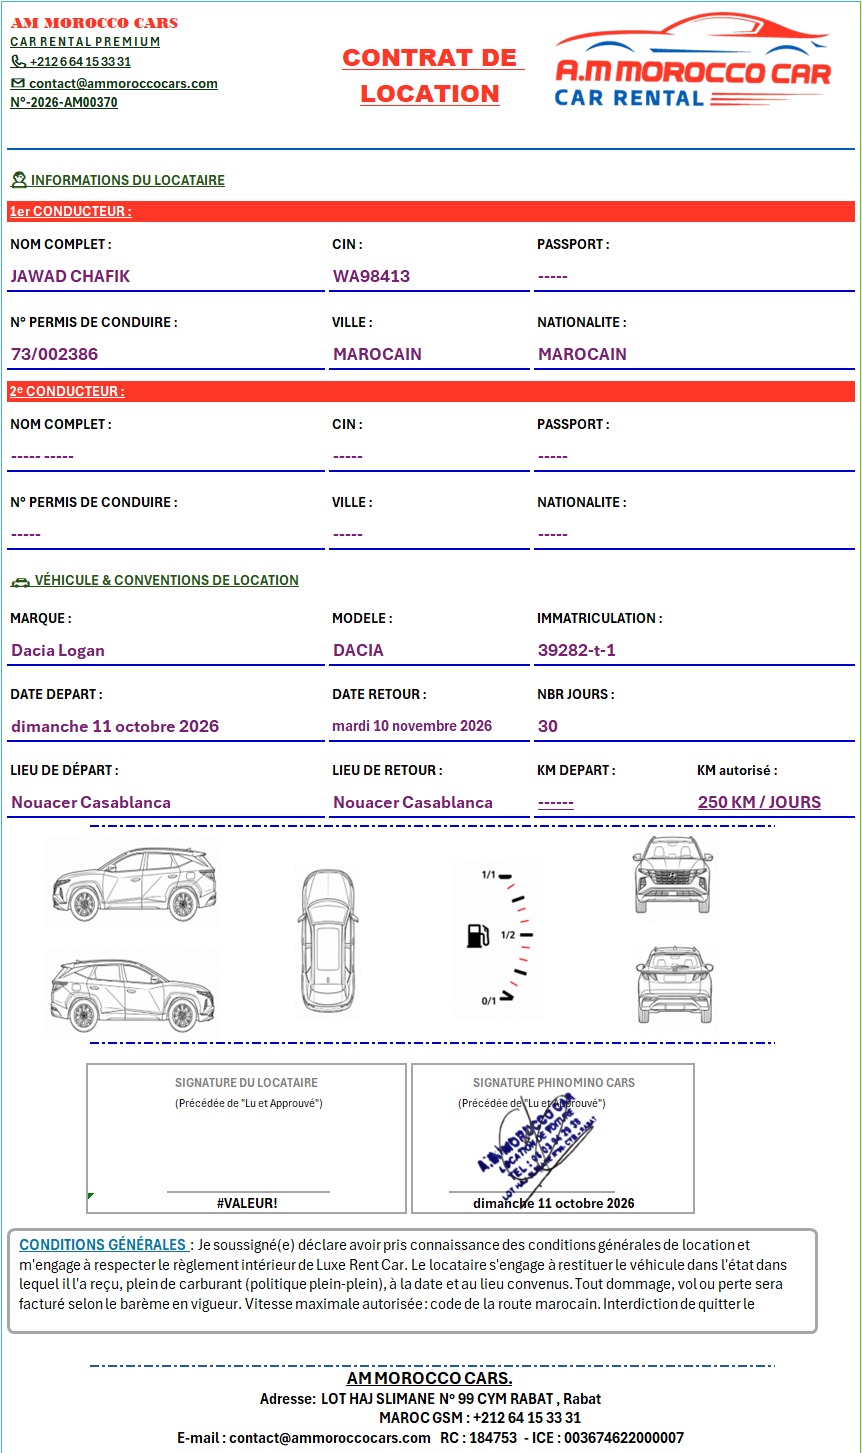 AM MOROCCO CARS
CAR RENTAL PREMIUM
+212 6 64 15 33 31
contact@ammoroccocars.com
N°-2026-AM00370
CONTRAT DE
LOCATION
A.M MOROCCO CAR
CAR RENTAL
INFORMATIONS DU LOCATAIRE
1er CONDUCTEUR :
NOM COMPLET : CIN : PASSPORT :
JAWAD CHAFIK WA98413 -----
N° PERMIS DE CONDUIRE : VILLE : NATIONALITE :
73/002386 MAROCAIN MAROCAIN
2e CONDUCTEUR :
NOM COMPLET : CIN : PASSPORT :
----- ----- ----- -----
N° PERMIS DE CONDUIRE : VILLE : NATIONALITE :
----- ----- -----
VÉHICULE & CONVENTIONS DE LOCATION
MARQUE : MODELE : IMMATRICULATION :
Dacia Logan DACIA 39282-t-1
DATE DEPART : DATE RETOUR : NBR JOURS :
dimanche 11 octobre 2026 mardi 10 novembre 2026 30
LIEU DE DÉPART : LIEU DE RETOUR : KM DEPART : KM autorisé :
Nouacer Casablanca Nouacer Casablanca ------ 250 KM / JOURS
1/1
1/2
0/1
SIGNATURE DU LOCATAIRE SIGNATURE PHINOMINO CARS
(Précédée de "Lu et Approuvé") (Précédée de "Lu et Approuvé")
A.M MOROCCO CAR
LOCATION DE VOITURE
#VALEUR! dimanche 11 octobre 2026
CONDITIONS GÉNÉRALES : Je soussigné(e) déclare avoir pris connaissance des conditions générales de location et
m'engage à respecter le règlement intérieur de Luxe Rent Car. Le locataire s'engage à restituer le véhicule dans l'état dans
lequel il l'a reçu, plein de carburant (politique plein-plein), à la date et au lieu convenus. Tout dommage, vol ou perte sera
facturé selon le barème en vigueur. Vitesse maximale autorisée : code de la route marocain. Interdiction de quitter le
AM MOROCCO CARS.
Adresse: LOT HAJ SLIMANE N° 99 CYM RABAT , Rabat
MAROC GSM : +212 64 15 33 31
E-mail : contact@ammoroccocars.com RC : 184753 - ICE : 003674622000007